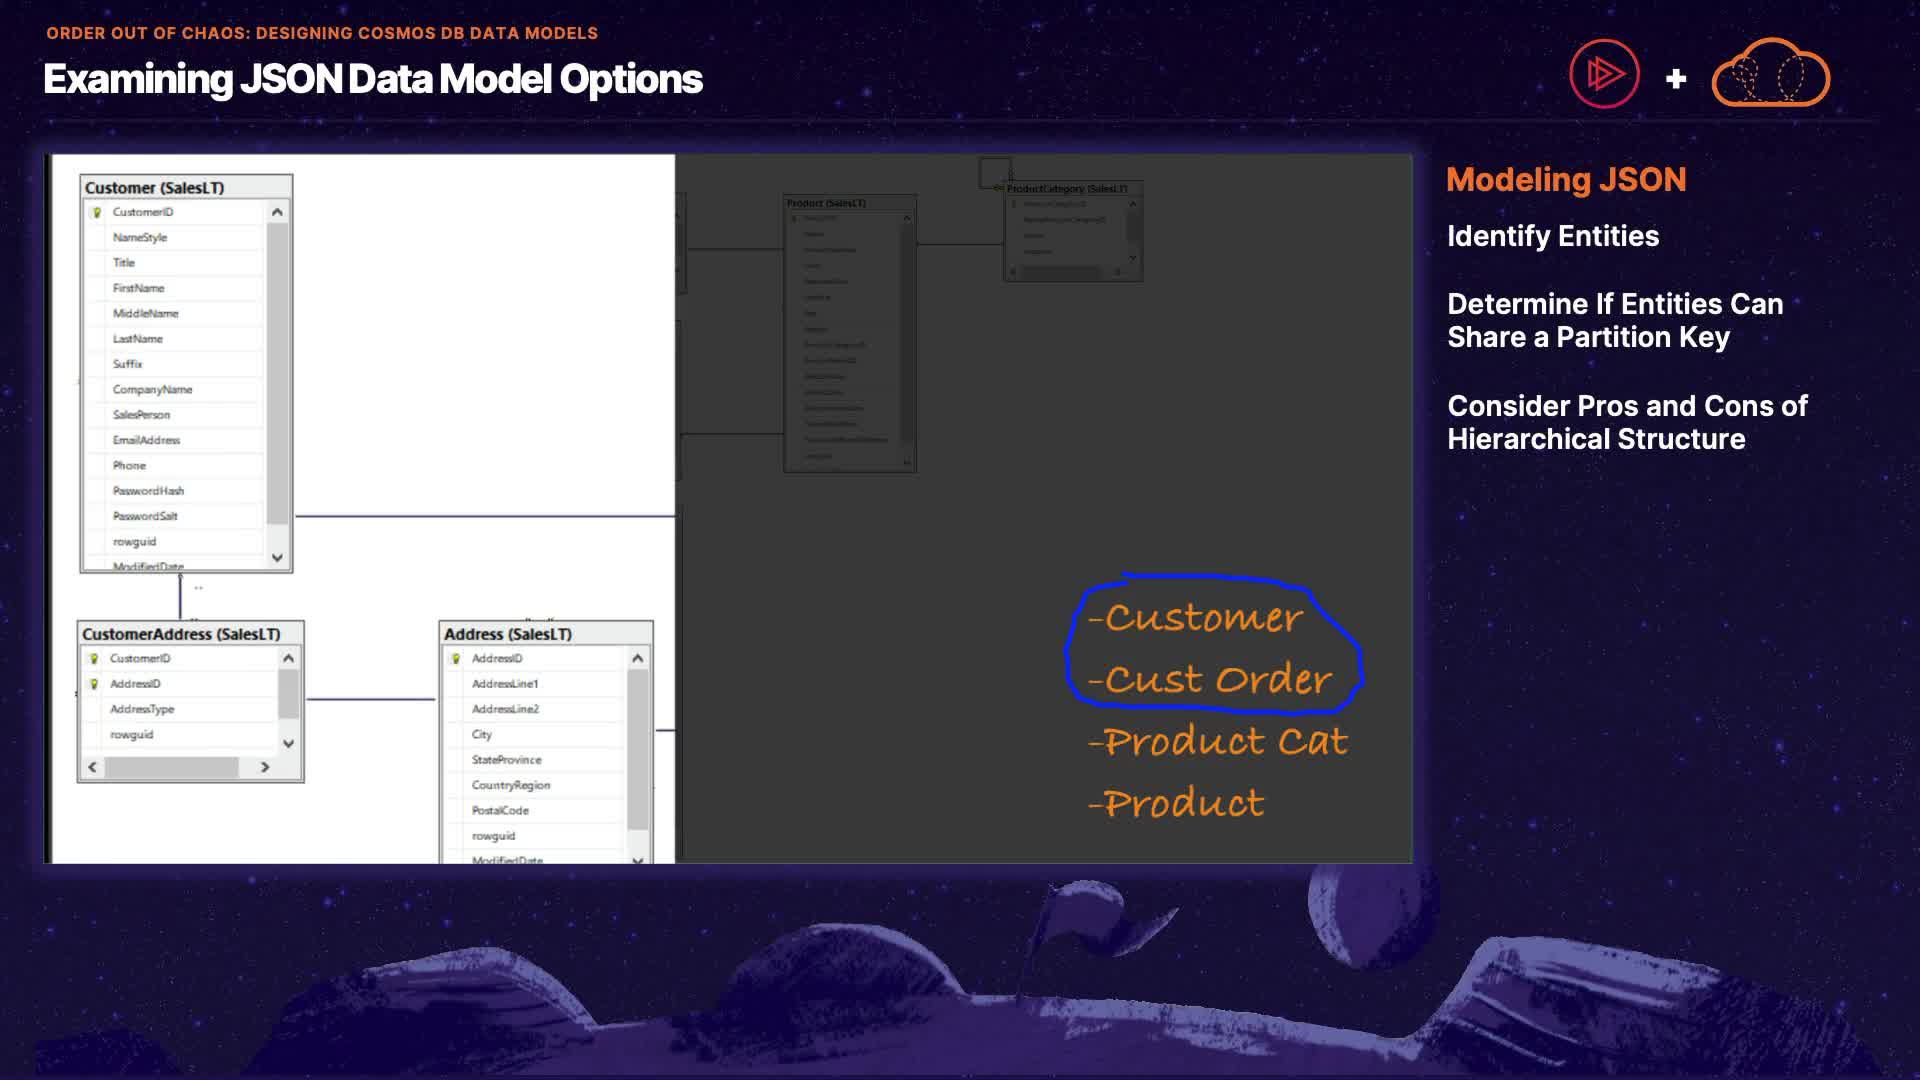 ORDER OUT OF CHAOS: DESIGNING COSMOS DB DATA MODELS
Examining JSON Data Model Options
+
Customer (SalesLT)
CustomerID
NameStyle
Title
FirstName
MiddleName
LastName
Suffix
CompanyName
SalesPerson
EmailAddress
Phone
PasswordHash
PasswordSalt
rowguid
ModifiedDate
CustomerAddress (SalesLT)
CustomerID
AddressID
AddressType
rowguid
Address (SalesLT)
AddressID
AddressLine1
AddressLine2
City
StateProvince
CountryRegion
PostalCode
rowguid
ModifiedDate
Product (SalesLT)
ProductCategory (SalesLT)
-Customer
-Cust Order
-Product Cat
-Product
Modeling JSON
Identify Entities
Determine If Entities Can
Share a Partition Key
Consider Pros and Cons of
Hierarchical Structure